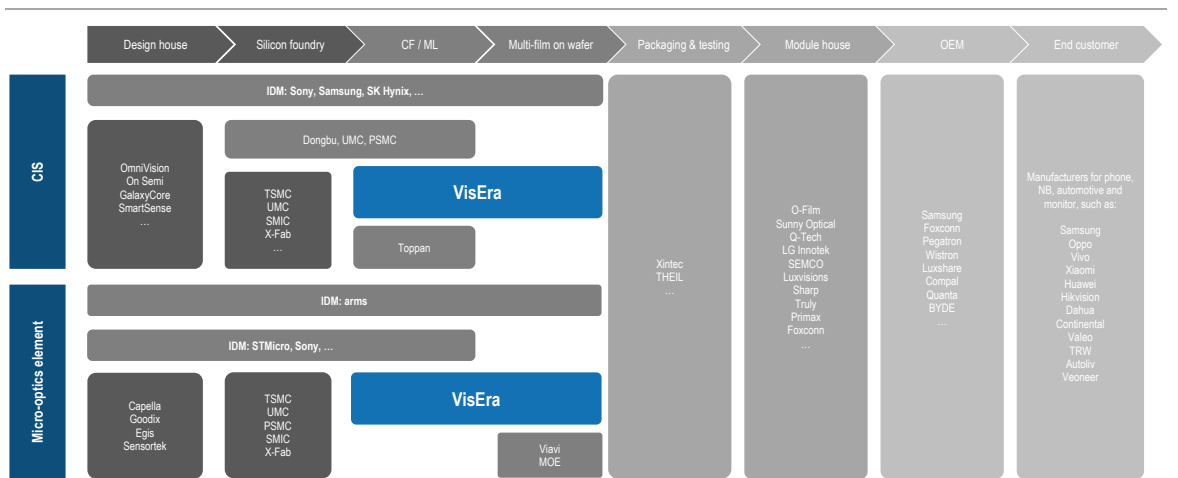 Design house
Silicon foundry
CF / ML
Multi-film on wafer
Packaging & testing
Module house
OEM
End customer
CIS
IDM: Sony, Samsung, SK Hynix, …
OmniVision
On Semi
GalaxyCore
SmartSense
…
Dongbu, UMC, PSMC
TSMC
UMC
SMIC
X-Fab
…
VisEra
Toppan
Micro-optics element
IDM: arms
IDM: STMicro, Sony, …
Capella
Goodix
Egis
Sensortek
TSMC
UMC
PSMC
SMIC
X-Fab
VisEra
Viavi
MOE
Xintec
THEIL
…
O-Film
Sunny Optical
Q-Tech
LG Innotek
SEMCO
Luxvisions
Sharp
Truly
Primax
Foxconn
…
Samsung
Foxconn
Pegatron
Wistron
Luxshare
Compal
Quanta
BYDE
…
Manufacturers for phone,
NB, automotive and
monitor, such as:
Samsung
Oppo
Vivo
Xiaomi
Huawei
Hikvision
Dahua
Continental
Valeo
TRW
Autoliv
Veoneer